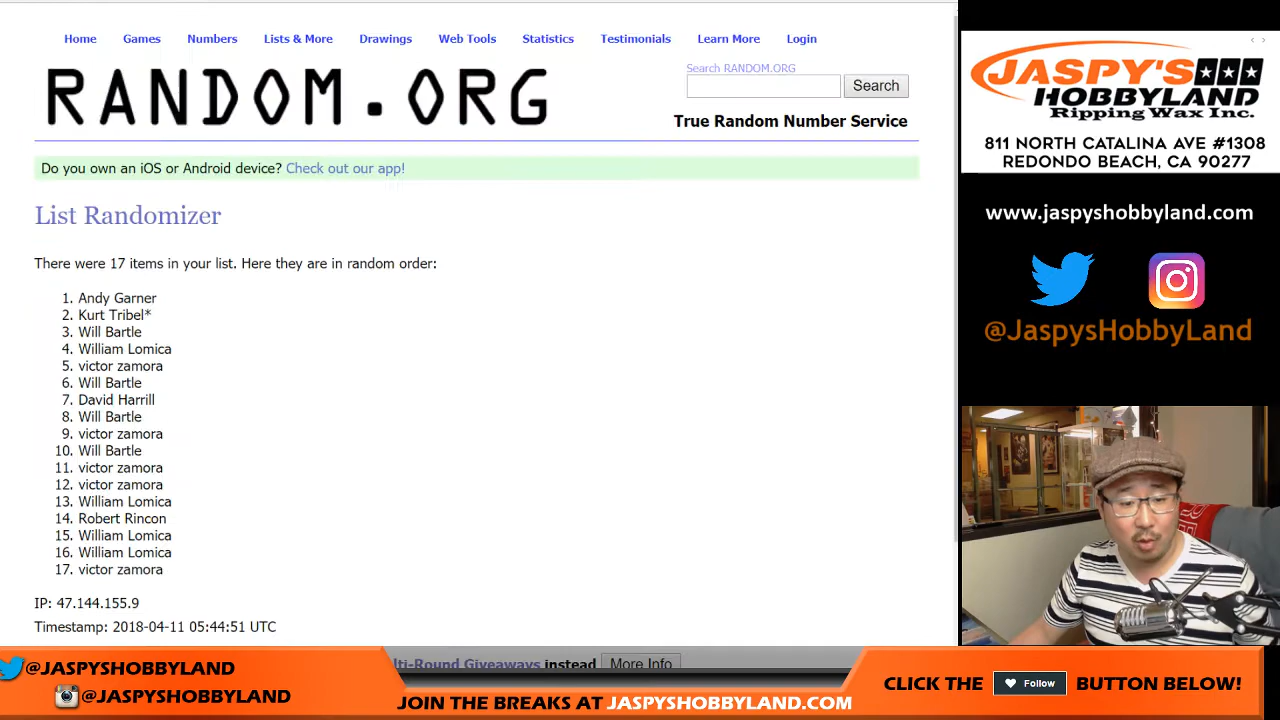 Home Games Numbers Lists & More Drawings Web Tools Statistics Testimonials Learn More Login
RANDOM.ORG
Search RANDOM.ORG
Search
True Random Number Service
Do you own an iOS or Android device? Check out our app!
List Randomizer
There were 17 items in your list. Here they are in random order:
1. Andy Garner
2. Kurt Tribel*
3. Will Bartle
4. William Lomica
5. victor zamora
6. Will Bartle
7. David Harrill
8. Will Bartle
9. victor zamora
10. Will Bartle
11. victor zamora
12. victor zamora
13. William Lomica
14. Robert Rincon
15. William Lomica
16. William Lomica
17. victor zamora
IP: 47.144.155.9
Timestamp: 2018-04-11 05:44:51 UTC
lti-Round Giveaways instead More Info
JASPY'S
HOBBYLAND
Ripping Wax Inc.
811 NORTH CATALINA AVE #1308
REDONDO BEACH, CA 90277
www.jaspyshobbyland.com
@JaspysHobbyLand
@JASPYSHOBBYLAND
@JASPYSHOBBYLAND
JOIN THE BREAKS AT JASPYSHOBBYLAND.COM
CLICK THE Follow BUTTON BELOW!